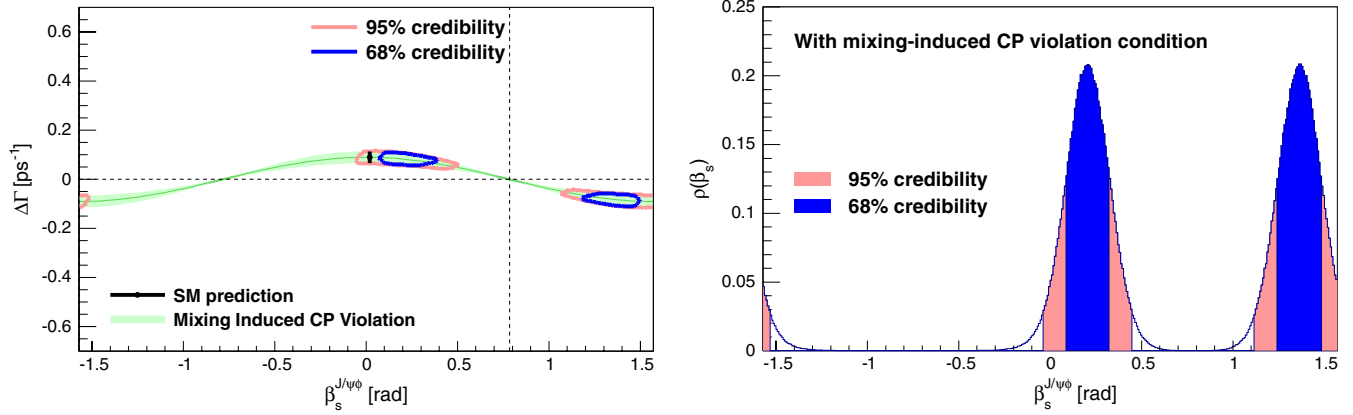 0.6
0.4
0.2
0
-0.2
-0.4
-0.6
ΔΓ [ps⁻¹]
95% credibility
68% credibility
SM prediction
Mixing Induced CP Violation
-1.5 -1 -0.5 0 0.5 1 1.5
β_s^{J/ψϕ} [rad]
0.25
0.2
0.15
0.1
0.05
0
ρ(β_s)
With mixing-induced CP violation condition
95% credibility
68% credibility
-1.5 -1 -0.5 0 0.5 1 1.5
β_s^{J/ψϕ} [rad]